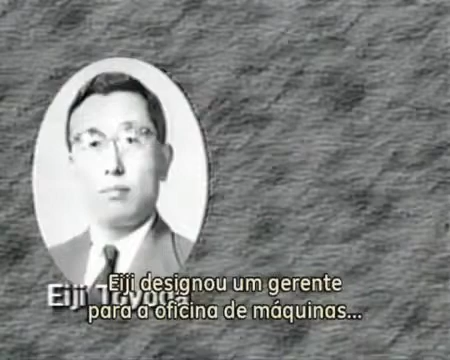 Eiji Toyoda
Eiji designou um gerente
para a oficina de máquinas...